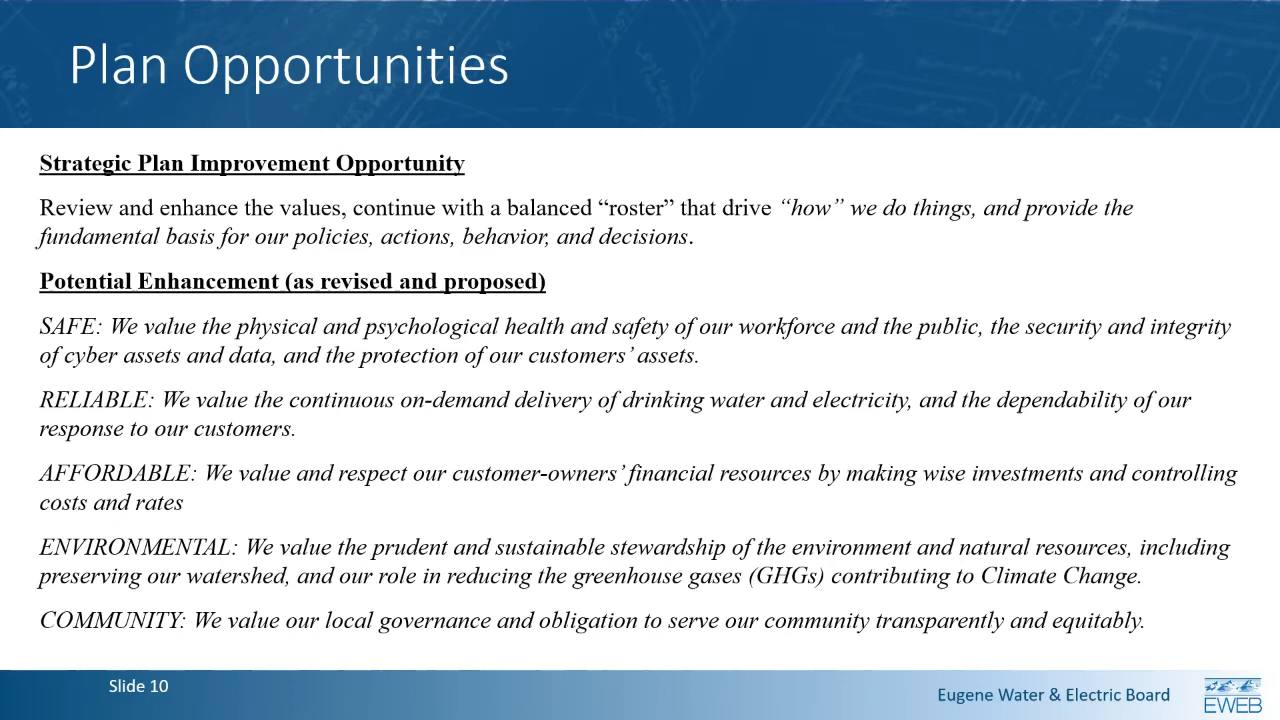 Plan Opportunities
Strategic Plan Improvement Opportunity
Review and enhance the values, continue with a balanced “roster” that drive “how” we do things, and provide the
fundamental basis for our policies, actions, behavior, and decisions.
Potential Enhancement (as revised and proposed)
SAFE: We value the physical and psychological health and safety of our workforce and the public, the security and integrity
of cyber assets and data, and the protection of our customers’ assets.
RELIABLE: We value the continuous on-demand delivery of drinking water and electricity, and the dependability of our
response to our customers.
AFFORDABLE: We value and respect our customer-owners’ financial resources by making wise investments and controlling
costs and rates
ENVIRONMENTAL: We value the prudent and sustainable stewardship of the environment and natural resources, including
preserving our watershed, and our role in reducing the greenhouse gases (GHGs) contributing to Climate Change.
COMMUNITY: We value our local governance and obligation to serve our community transparently and equitably.
Slide 10
Eugene Water & Electric Board
EWEB